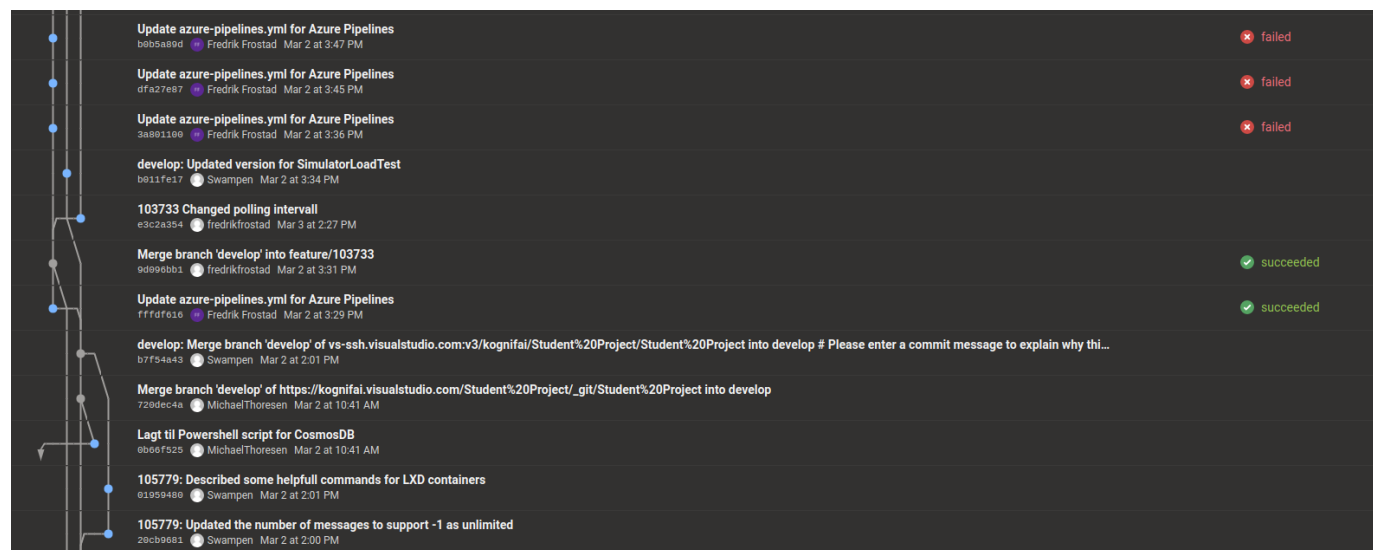 Update azure-pipelines.yml for Azure Pipelines
b0b5a89d Fredrik Frostad Mar 2 at 3:47 PM
failed
Update azure-pipelines.yml for Azure Pipelines
dfa27e87 Fredrik Frostad Mar 2 at 3:45 PM
failed
Update azure-pipelines.yml for Azure Pipelines
3a801100 Fredrik Frostad Mar 2 at 3:36 PM
failed
develop: Updated version for SimulatorLoadTest
b011fe17 Swampen Mar 2 at 3:34 PM
103733 Changed polling intervall
e3c2a354 fredrikfrostad Mar 3 at 2:27 PM
Merge branch 'develop' into feature/103733
9d096bb1 fredrikfrostad Mar 2 at 3:31 PM
succeeded
Update azure-pipelines.yml for Azure Pipelines
fffdf616 Fredrik Frostad Mar 2 at 3:29 PM
succeeded
develop: Merge branch 'develop' of vs-ssh.visualstudio.com:v3/kognifai/Student%20Project/Student%20Project into develop # Please enter a commit message to explain why thi...
b7f54a43 Swampen Mar 2 at 2:01 PM
Merge branch 'develop' of https://kognifai.visualstudio.com/Student%20Project/_git/Student%20Project into develop
720dec4a MichaelThoresen Mar 2 at 10:41 AM
Lagt til Powershell script for CosmosDB
0b66f525 MichaelThoresen Mar 2 at 10:41 AM
105779: Described some helpfull commands for LXD containers
01959480 Swampen Mar 2 at 2:01 PM
105779: Updated the number of messages to support -1 as unlimited
20cb9681 Swampen Mar 2 at 2:00 PM